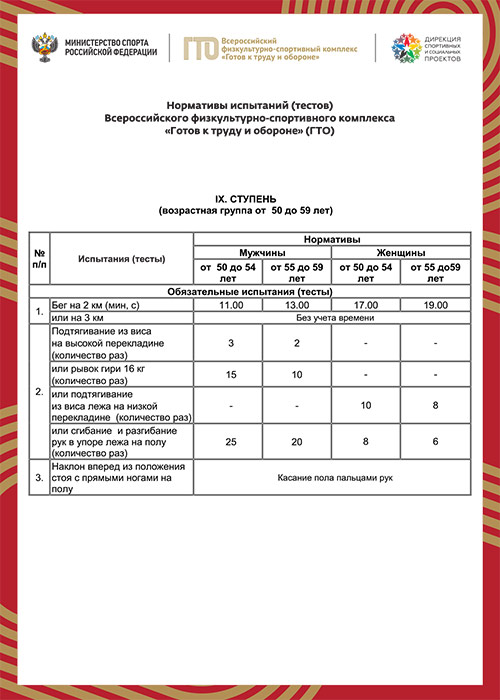 МИНИСТЕРСТВО СПОРТА
РОССИЙСКОЙ ФЕДЕРАЦИИ
ГТО
Всероссийский
физкультурно-спортивный комплекс
«Готов к труду и обороне»
ДИРЕКЦИЯ
СПОРТИВНЫХ
И СОЦИАЛЬНЫХ
ПРОЕКТОВ
Нормативы испытаний (тестов)
Всероссийского физкультурно-спортивного комплекса
«Готов к труду и обороне» (ГТО)
IX. СТУПЕНЬ
(возрастная группа от 50 до 59 лет)
№ п/п Испытания (тесты) Нормативы
Мужчины Женщины
от 50 до 54 лет от 55 до 59 лет от 50 до 54 лет от 55 до59 лет
Обязательные испытания (тесты)
1. Бег на 2 км (мин, с) 11.00 13.00 17.00 19.00
или на 3 км Без учета времени
2. Подтягивание из виса
на высокой перекладине
(количество раз) 3 2 - -
или рывок гири 16 кг
(количество раз) 15 10 - -
или подтягивание
из виса лежа на низкой
перекладине (количество раз) - - 10 8
или сгибание и разгибание
рук в упоре лежа на полу
(количество раз) 25 20 8 6
3. Наклон вперед из положения
стоя с прямыми ногами на
полу Касание пола пальцами рук